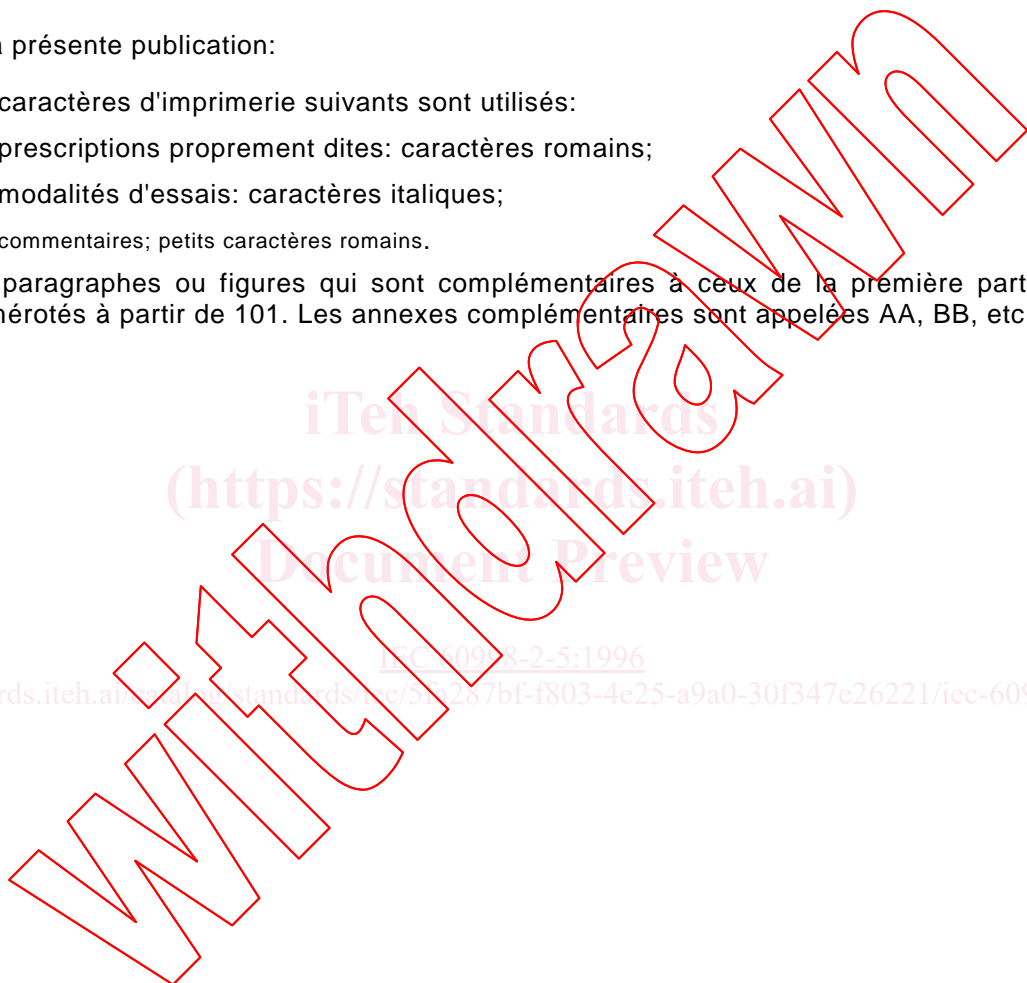 présente publication:
caractères d'imprimerie suivants sont utilisés:
prescriptions proprement dites: caractères romains;
modalités d'essais: caractères italiques;
commentaires; petits caractères romains.
paragraphes ou figures qui sont complémentaires à ceux de la première part
érotés à partir de 101. Les annexes complémentaires sont appelées AA, BB, etc
iTeh Standards
(https://standards.iteh.ai)
Document Preview
IEC 60968-2-5:1996
rds.iteh.ai/catalog/standards/iec/5fa287bf-f803-4e25-a9a0-30f347e26221/iec-609
withdrawn